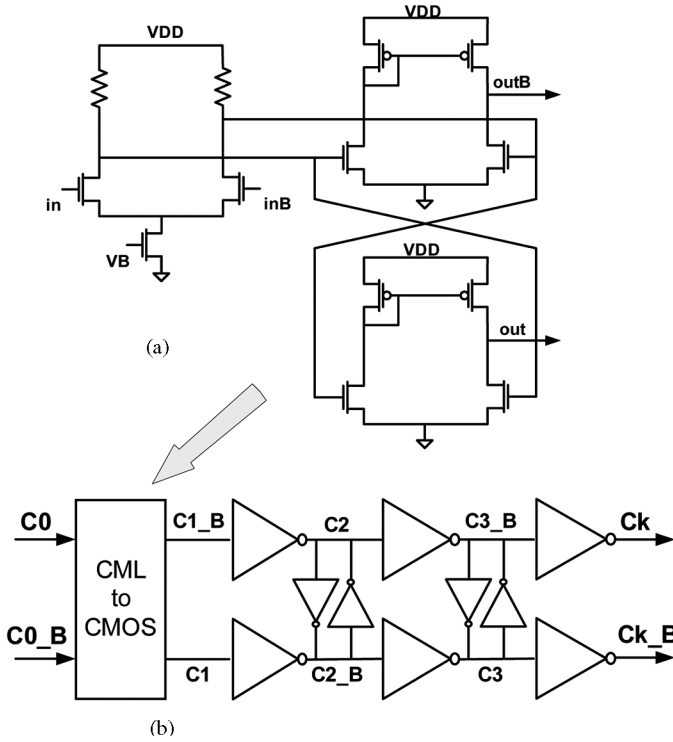 VDD
VDD
outB
in
inB
VB
VDD
out
(a)
C0
C1_B
C2
C3_B
Ck
CML
to
CMOS
C0_B
C1
C2_B
C3
Ck_B
(b)